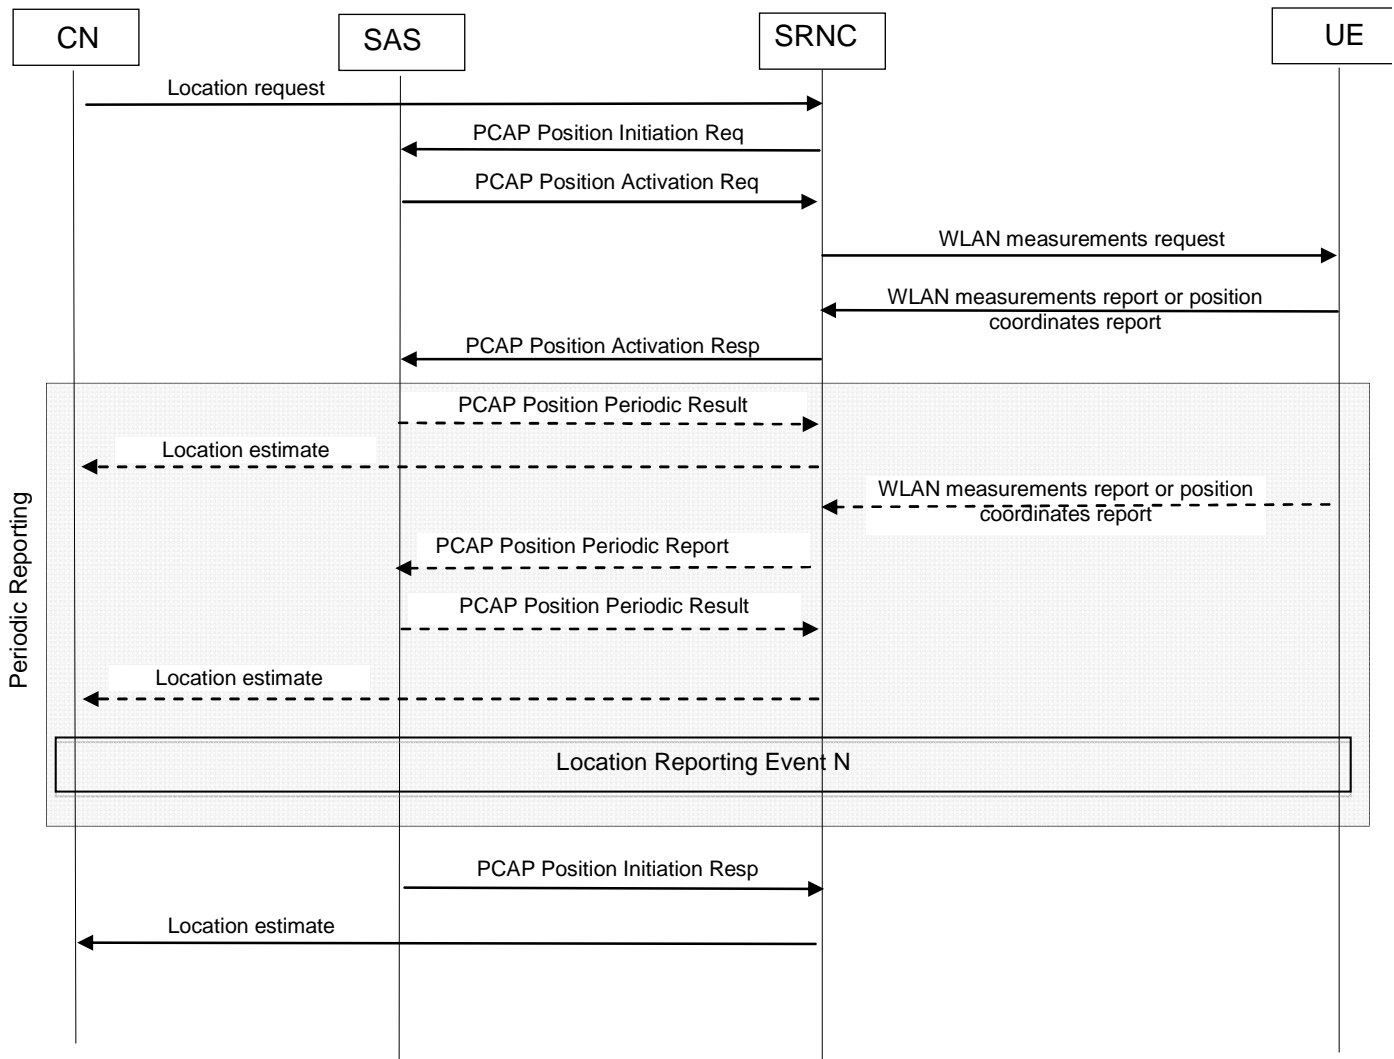 CN
SAS
SRNC
UE
Location request
PCAP Position Initiation Req
PCAP Position Activation Req
WLAN measurements request
WLAN measurements report or position
coordinates report
PCAP Position Activation Resp
Periodic Reporting
PCAP Position Periodic Result
Location estimate
WLAN measurements report or position
coordinates report
PCAP Position Periodic Report
PCAP Position Periodic Result
Location estimate
Location Reporting Event N
PCAP Position Initiation Resp
Location estimate